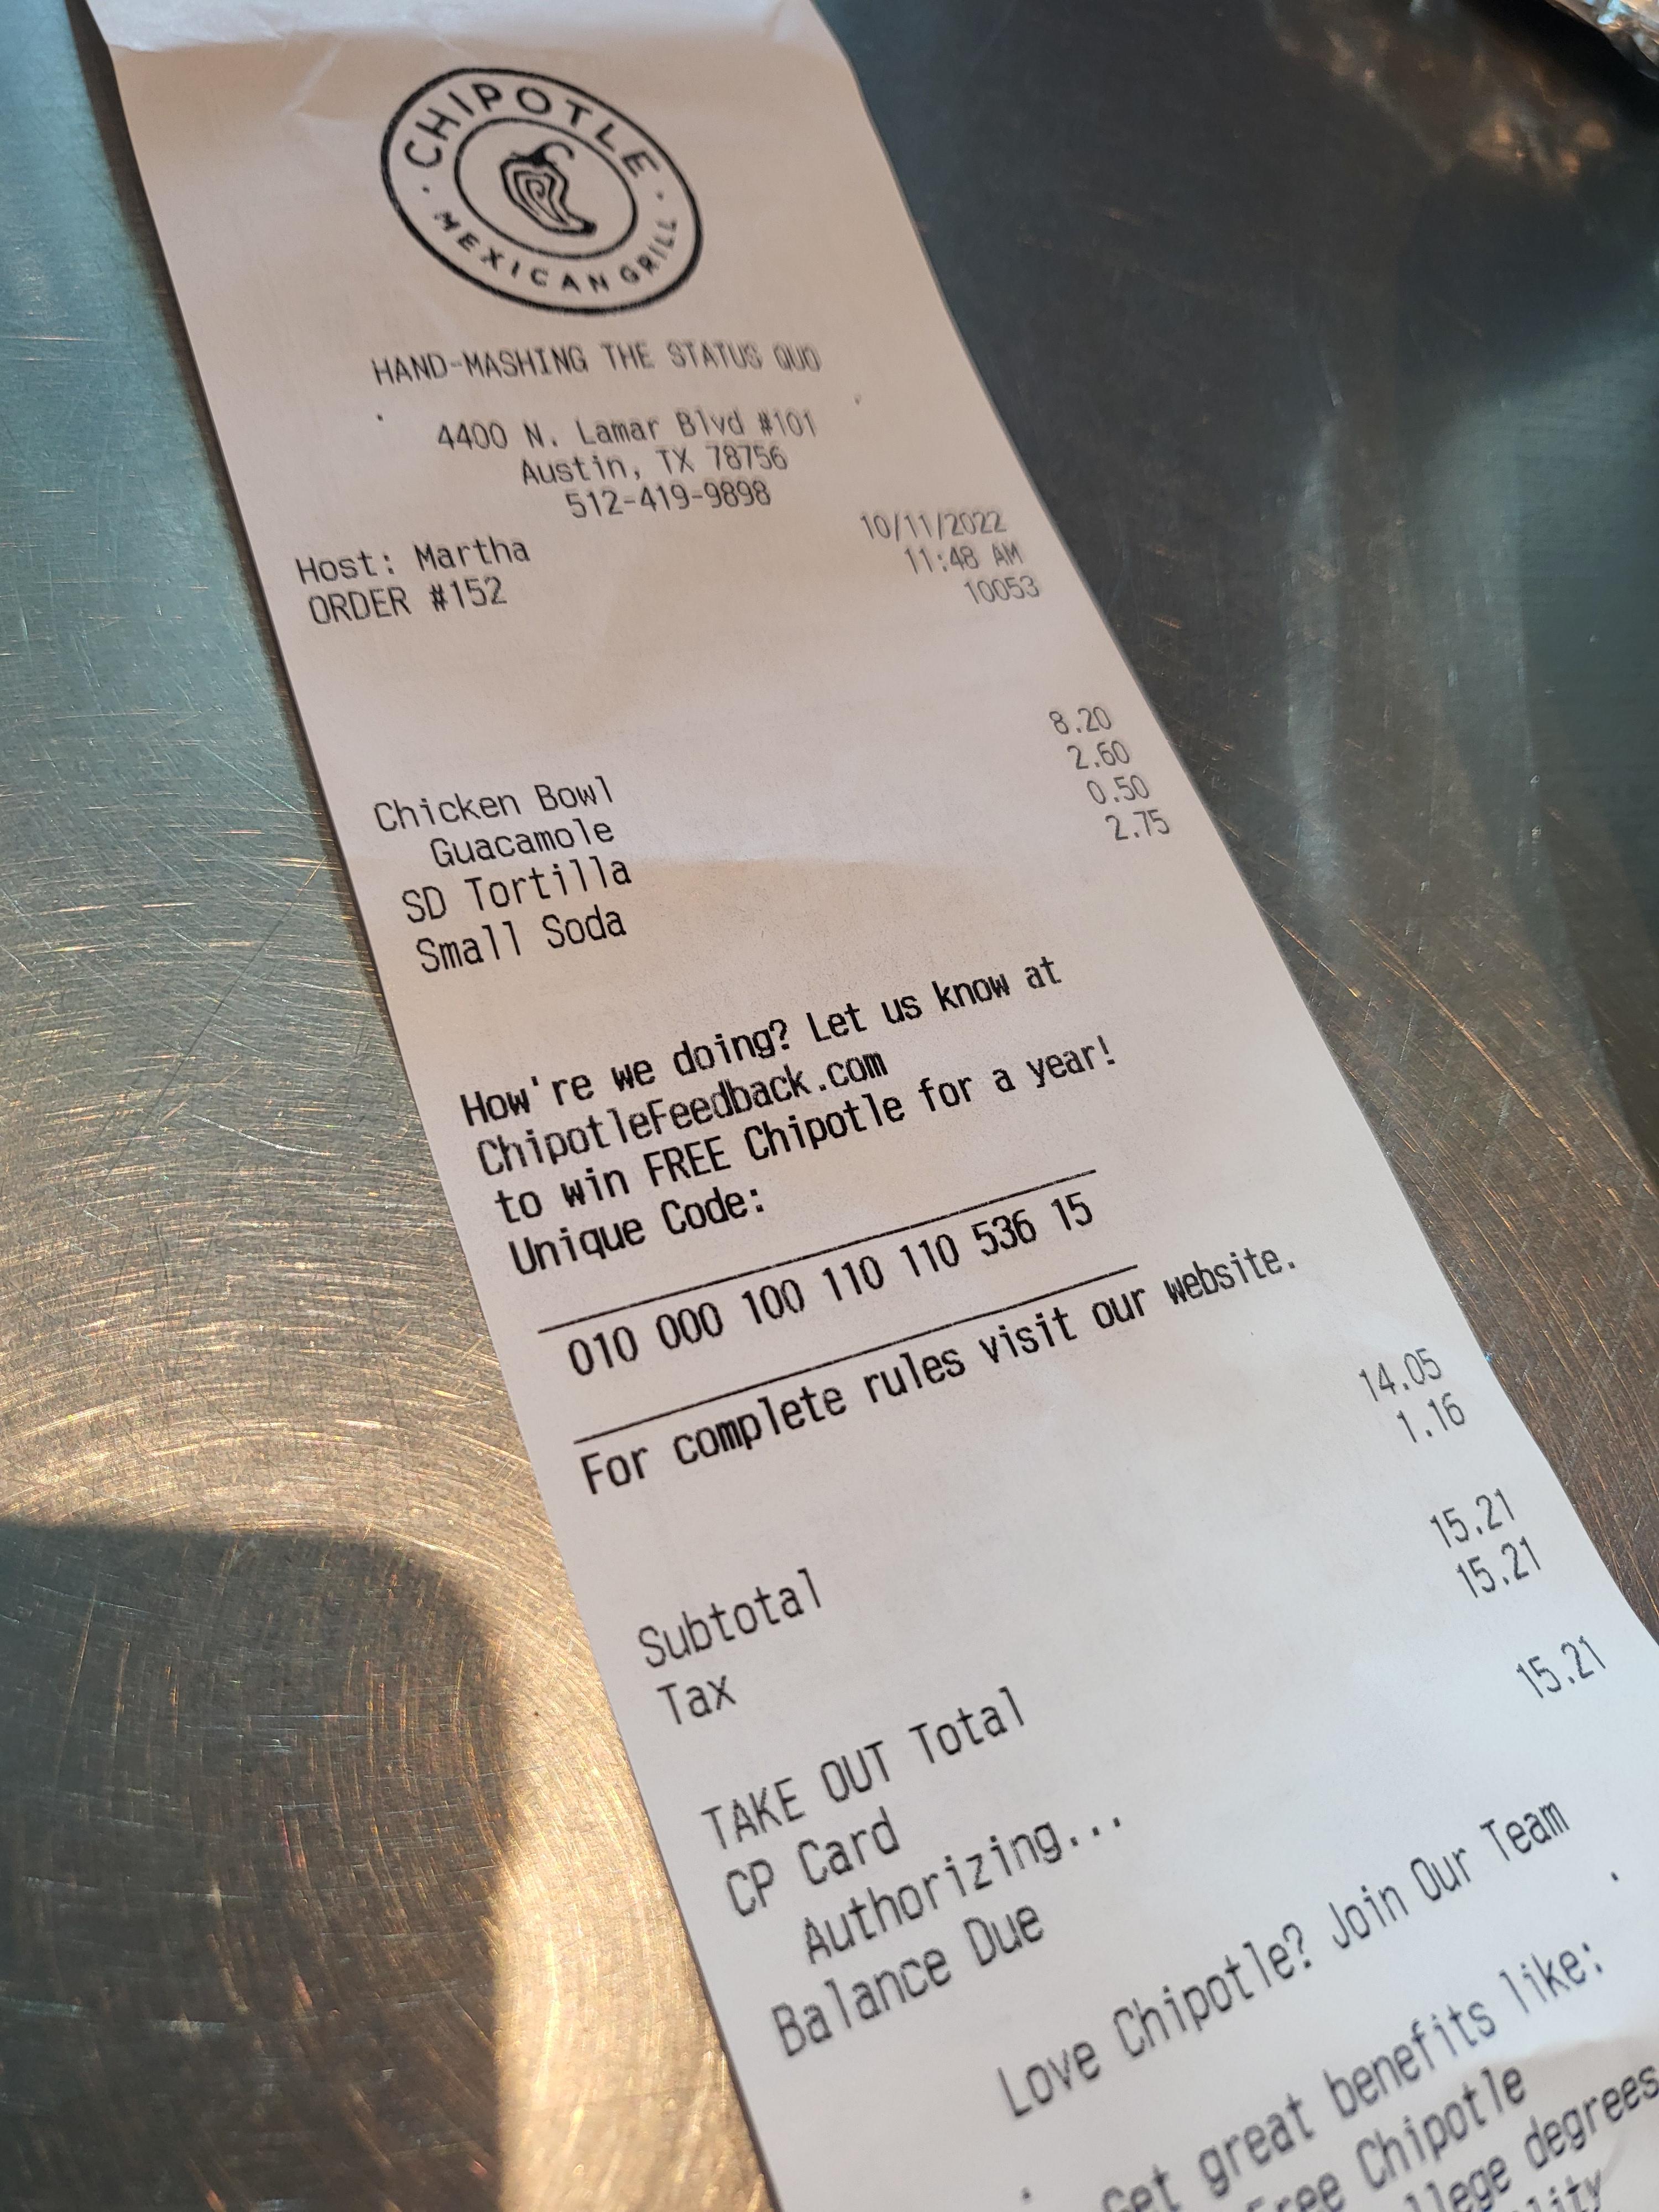 CHIPOTLE
MEXICAN GRILL
HAND-MASHING THE STATUS QUO
4400 N. Lamar Blvd #101
Austin, TX 78756
512-419-9898
Host: Martha 10/11/2022
ORDER #152 11:48 AM
10053
Chicken Bowl 8.20
Guacamole 2.60
SD Tortilla 0.50
Small Soda 2.75
How're we doing? Let us know at
ChipotleFeedback.com
to win FREE Chipotle for a year!
Unique Code:
010 000 100 110 110 536 15
For complete rules visit our website.
Subtotal 14.05
Tax 1.16
TAKE OUT Total 15.21
CP Card 15.21
Authorizing...
Balance Due 15.21
Love Chipotle? Join Our Team
Get great benefits like:
Free Chipotle
degrees